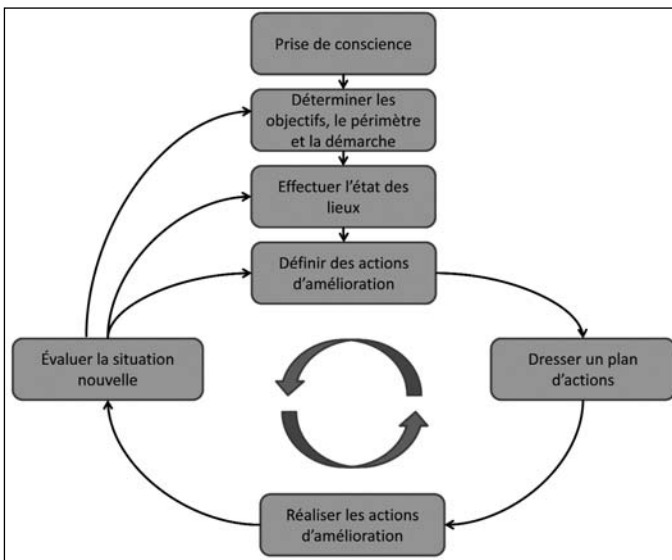 Prise de conscience
Déterminer les
objectifs, le périmètre
et la démarche
Effectuer l'état des
lieux
Définir des actions
d'amélioration
Évaluer la situation
nouvelle
Dresser un plan
d'actions
Réaliser les actions
d'amélioration